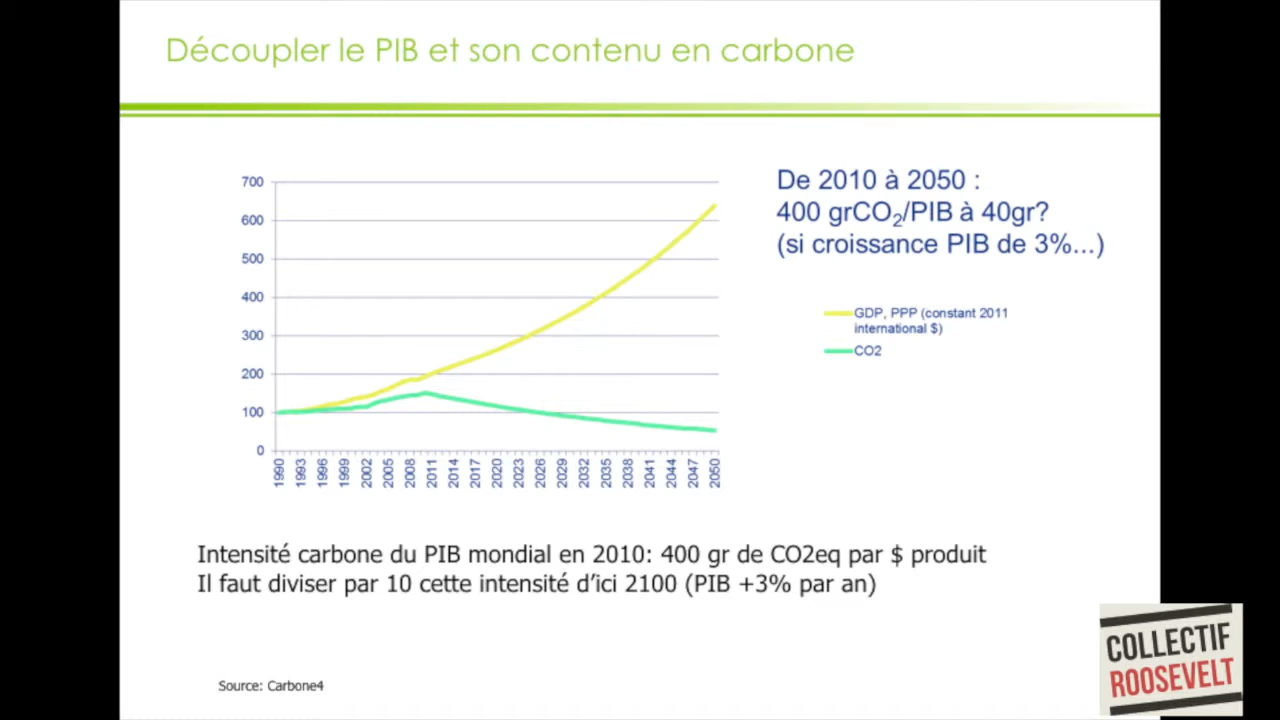 Découpler le PIB et son contenu en carbone
De 2010 à 2050 :
400 grCO₂/PIB à 40gr?
(si croissance PIB de 3%...)
700
600
500
400
300
200
100
0
GDP, PPP (constant 2011
international $)
CO2
1990 1993 1996 1999 2002 2005 2008 2011 2014 2017 2020 2023 2026 2029 2032 2035 2038 2041 2044 2047 2050
Intensité carbone du PIB mondial en 2010: 400 gr de CO2eq par $ produit
Il faut diviser par 10 cette intensité d’ici 2100 (PIB +3% par an)
COLLECTIF
ROOSEVELT
Source: Carbone4